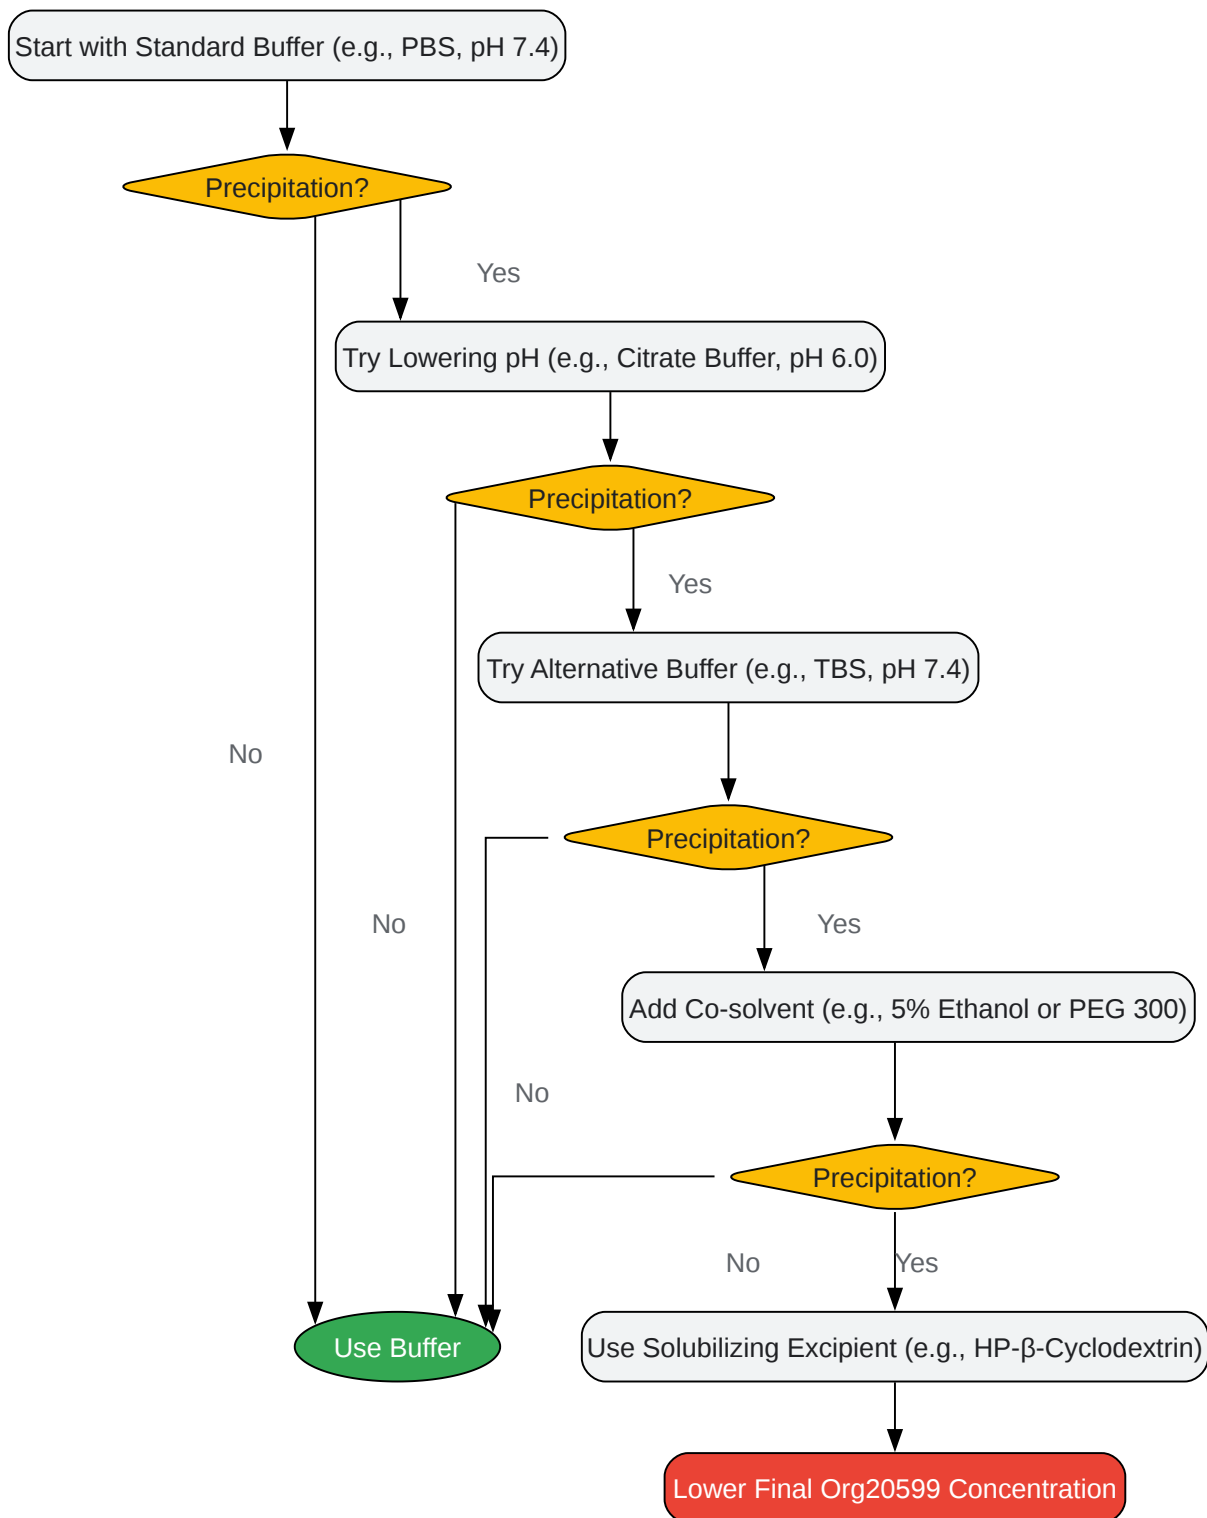 Start with Standard Buffer (e.g., PBS, pH 7.4)
Precipitation?
Yes
Try Lowering pH (e.g., Citrate Buffer, pH 6.0)
Precipitation?
Yes
Try Alternative Buffer (e.g., TBS, pH 7.4)
No
Precipitation?
No
Yes
Add Co-solvent (e.g., 5% Ethanol or PEG 300)
No
Precipitation?
No
Yes
Use Buffer
Use Solubilizing Excipient (e.g., HP-β-Cyclodextrin)
Lower Final Org20599 Concentration